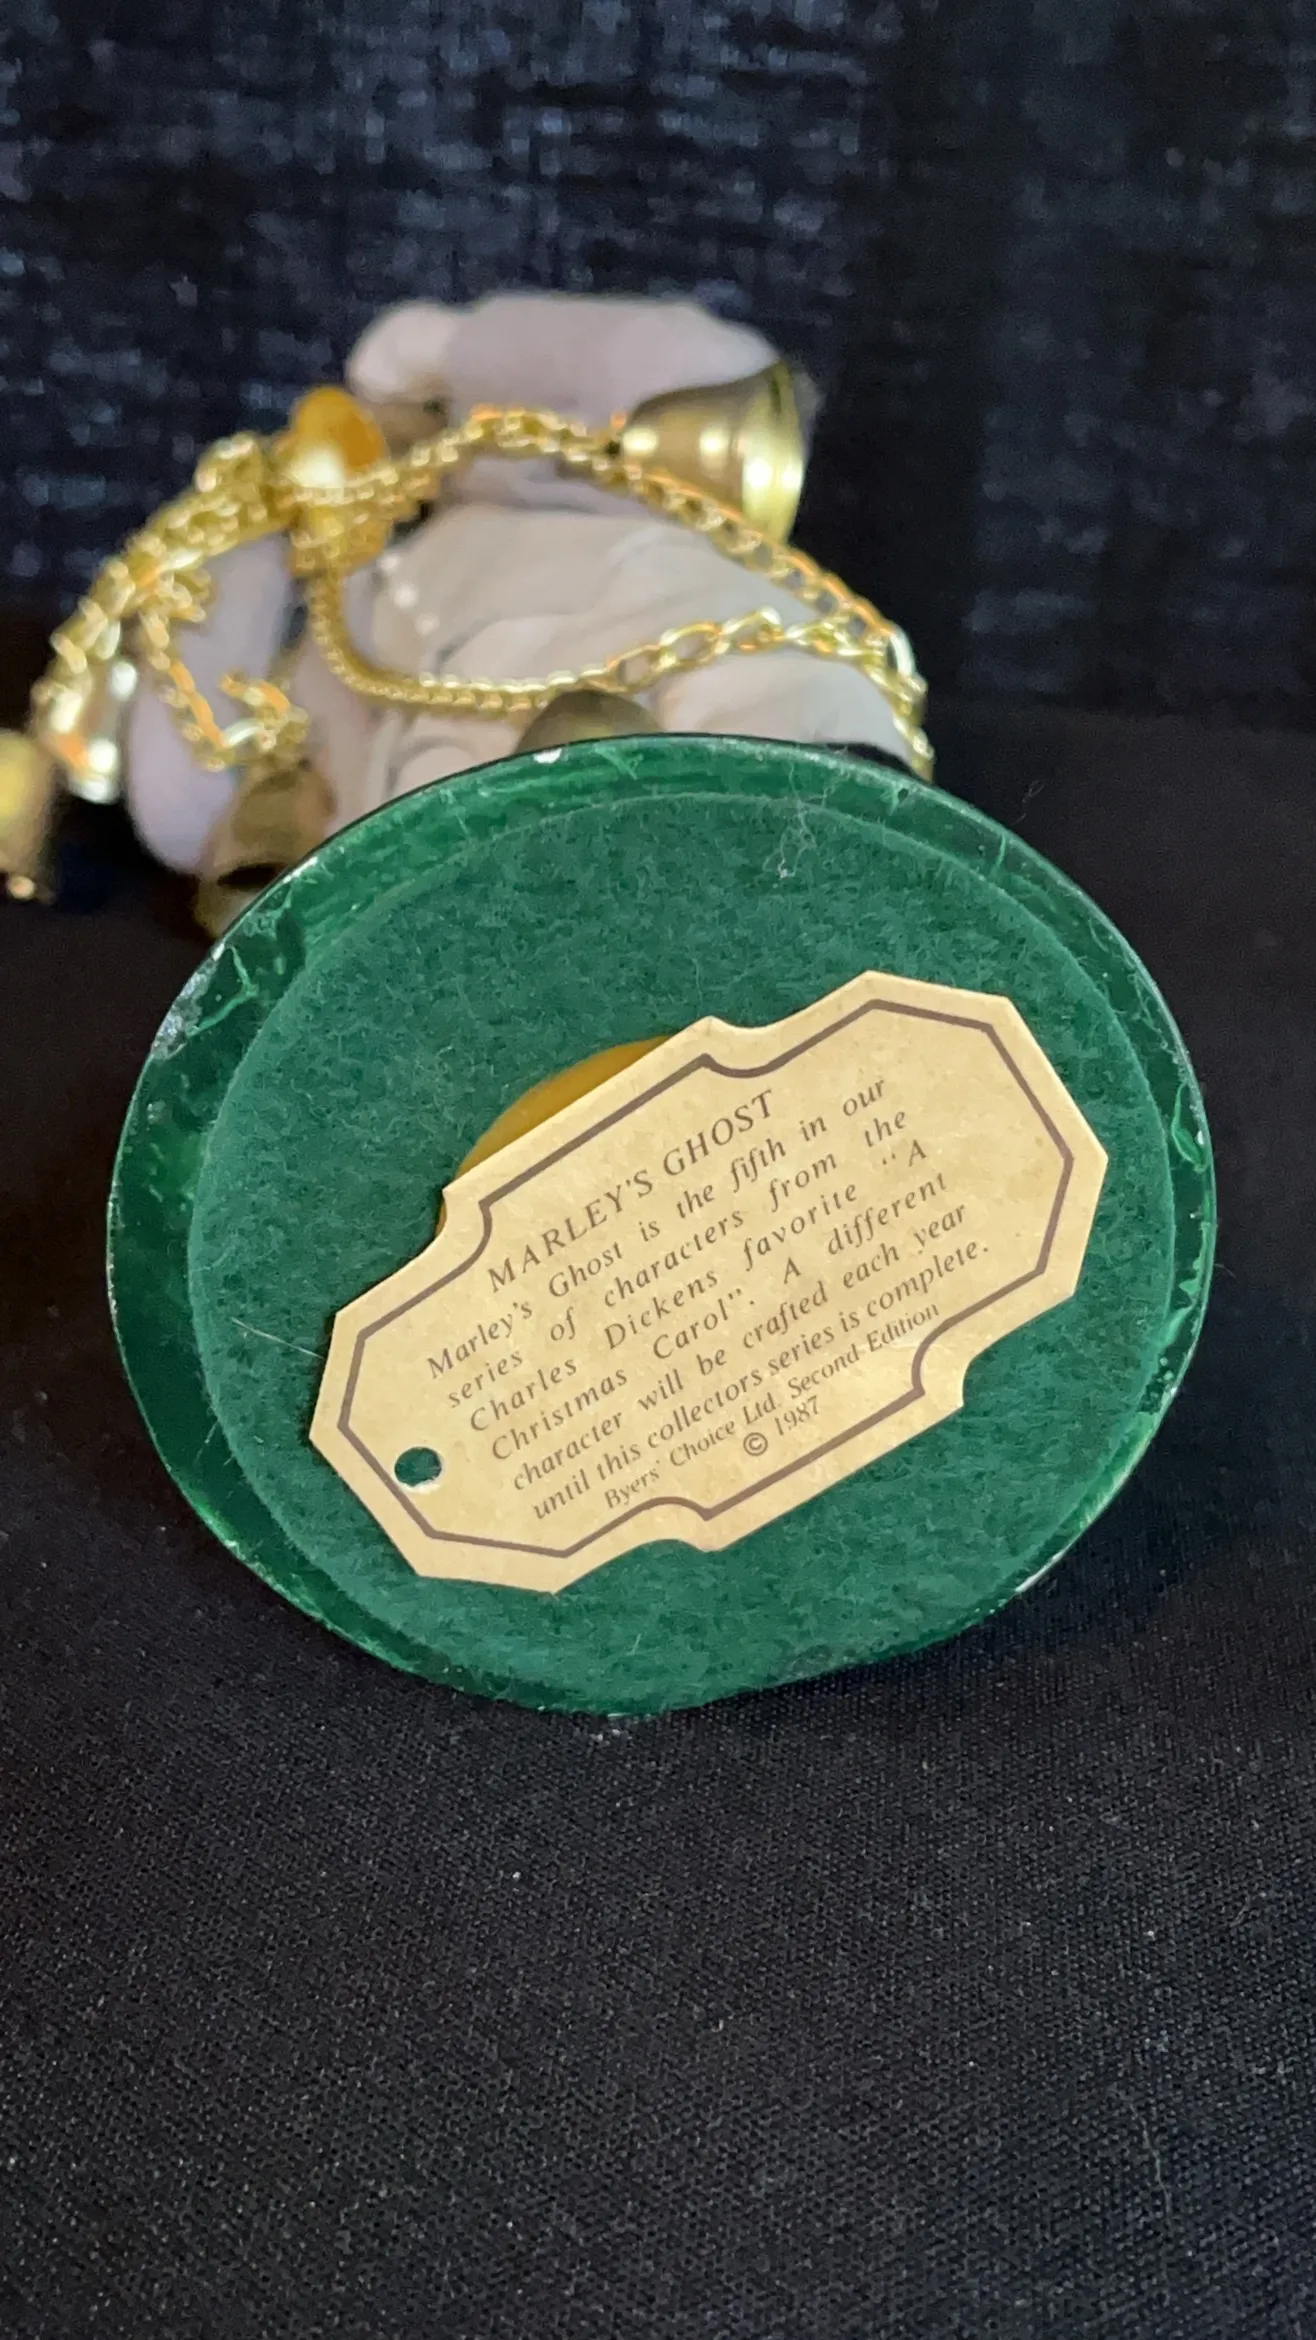 MARLEY'S GHOST
Marley's Ghost is the fifth in our
series of characters from the
Charles Dickens favorite “A
Christmas Carol”. A different
character will be crafted each year
until this collectors series is complete.
Byers' Choice Ltd. Second Edition
© 1987